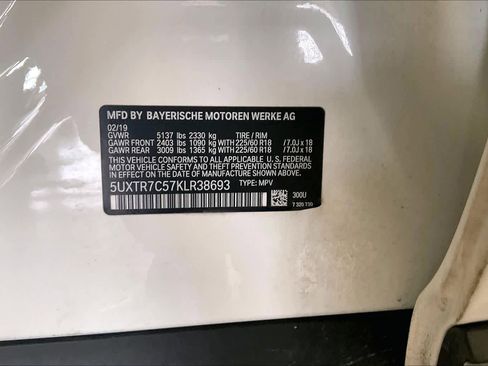 MFD BY BAYERISCHE MOTOREN WERKE AG
02/19
GVWR 5137 lbs 2330 kg TIRE / RIM
GAWR FRONT 2403 lbs 1090 kg WITH 225/60 R18 /7.0J x 18
GAWR REAR 3009 lbs 1365 kg WITH 225/60 R18 /7.0J x 18
THIS VEHICLE CONFORMS TO ALL APPLICABLE U.S. FEDERAL
MOTOR VEHICLE SAFETY AND THEFT PREVENTION STANDARDS IN
EFFECT ON THE DATE OF MANUFACTURE SHOWN ABOVE.
5UXTR7C57KLR38693 TYPE: MPV
300U